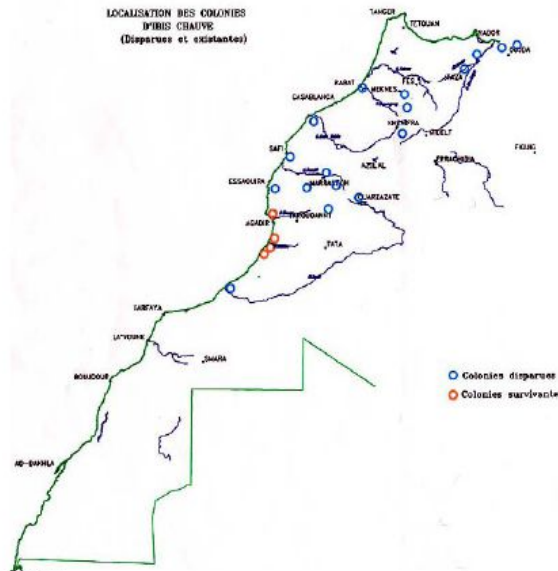 LOCALISATION DES COLONIES
D'IBIS CHAUVE
(Disparues et existantes)
TANGER
TETOUAN
NADOR
OUJDA
TAZA
FES
RABAT
MEKNES
CASABLANCA
KHENIFRA
MIDELT
FIGUIG
ERRACHIDIA
SAFI
AZILAL
MARRAKECH
ESSAOUIRA
OUARZAZATE
AGADIR
TAROUDANNT
TATA
TARFAYA
LAAYOUNE
SMARA
BOUJDOUR
AD-DAKHLA
Colonies disparues
Colonies survivante